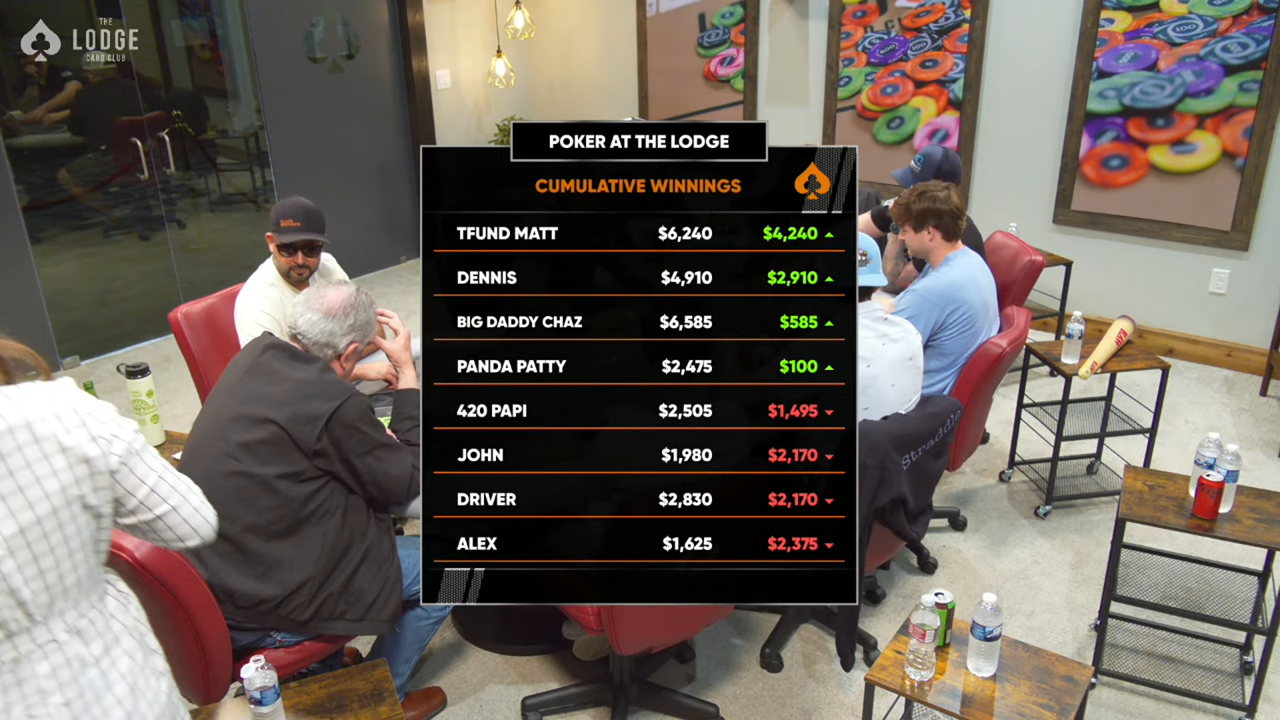 THE
LODGE
CARD CLUB
POKER AT THE LODGE
CUMULATIVE WINNINGS
TFUND MATT $6,240 $4,240
DENNIS $4,910 $2,910
BIG DADDY CHAZ $6,585 $585
PANDA PATTY $2,475 $100
420 PAPI $2,505 $1,495
JOHN $1,980 $2,170
DRIVER $2,830 $2,170
ALEX $1,625 $2,375
Straddle
100